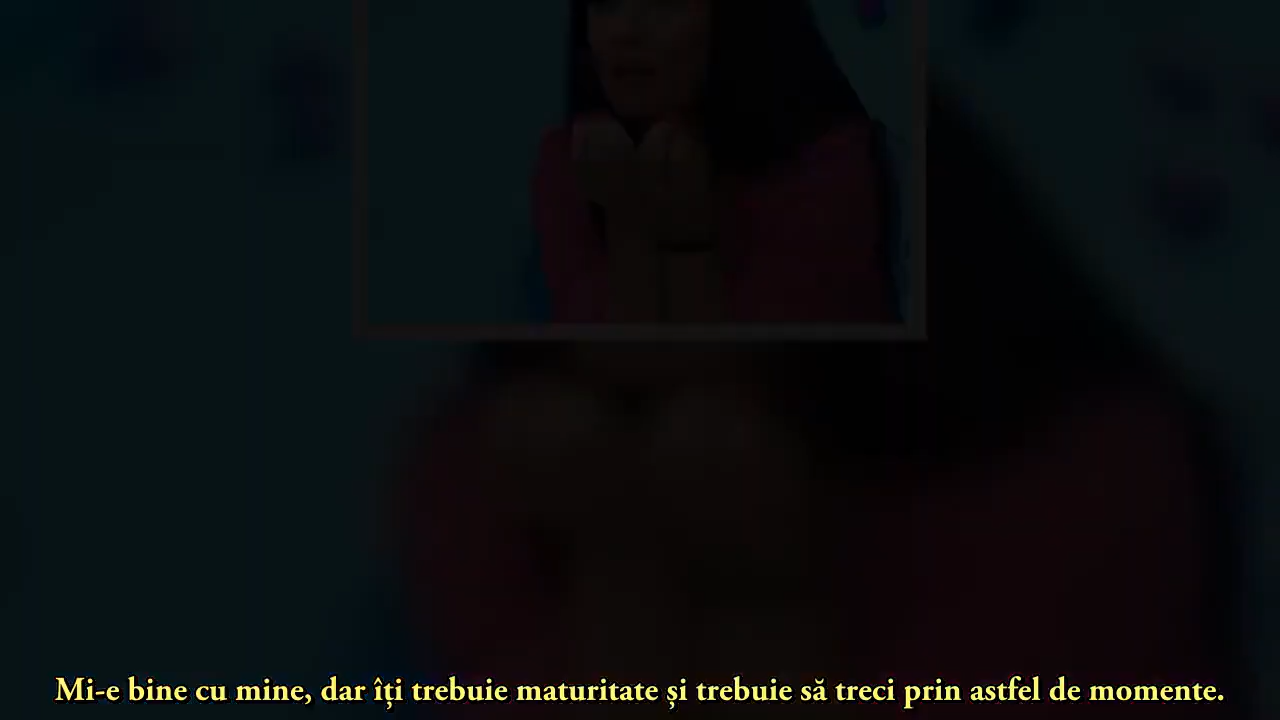 Mi-e bine cu mine, dar îți trebuie maturitate și trebuie să treci prin astfel de momente.